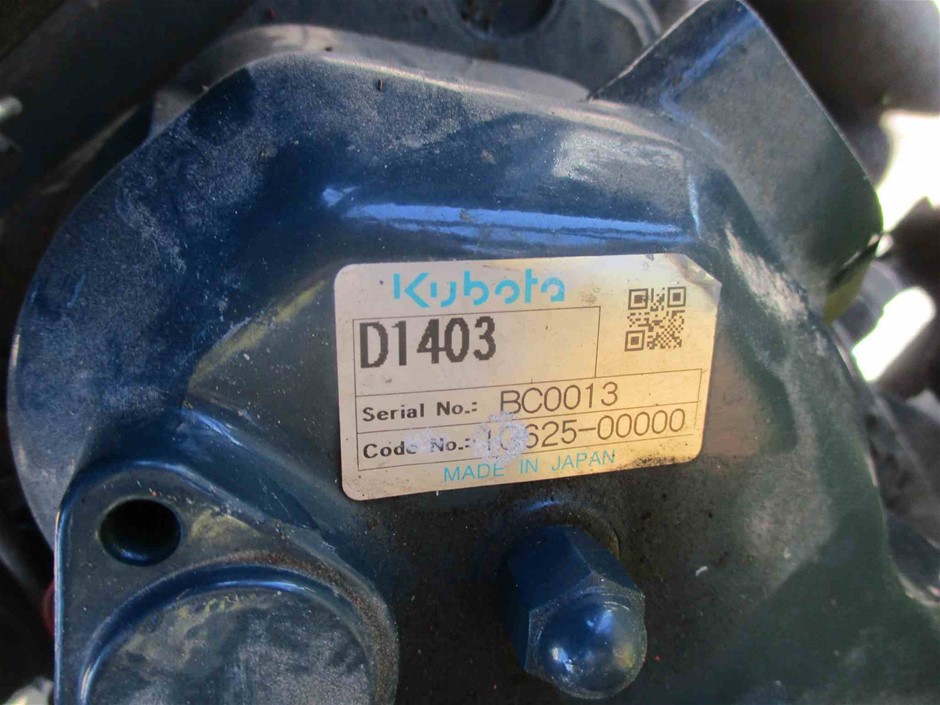 Kubota
D1403
Serial No.: BC0013
Code No.:
MADE IN JAPAN